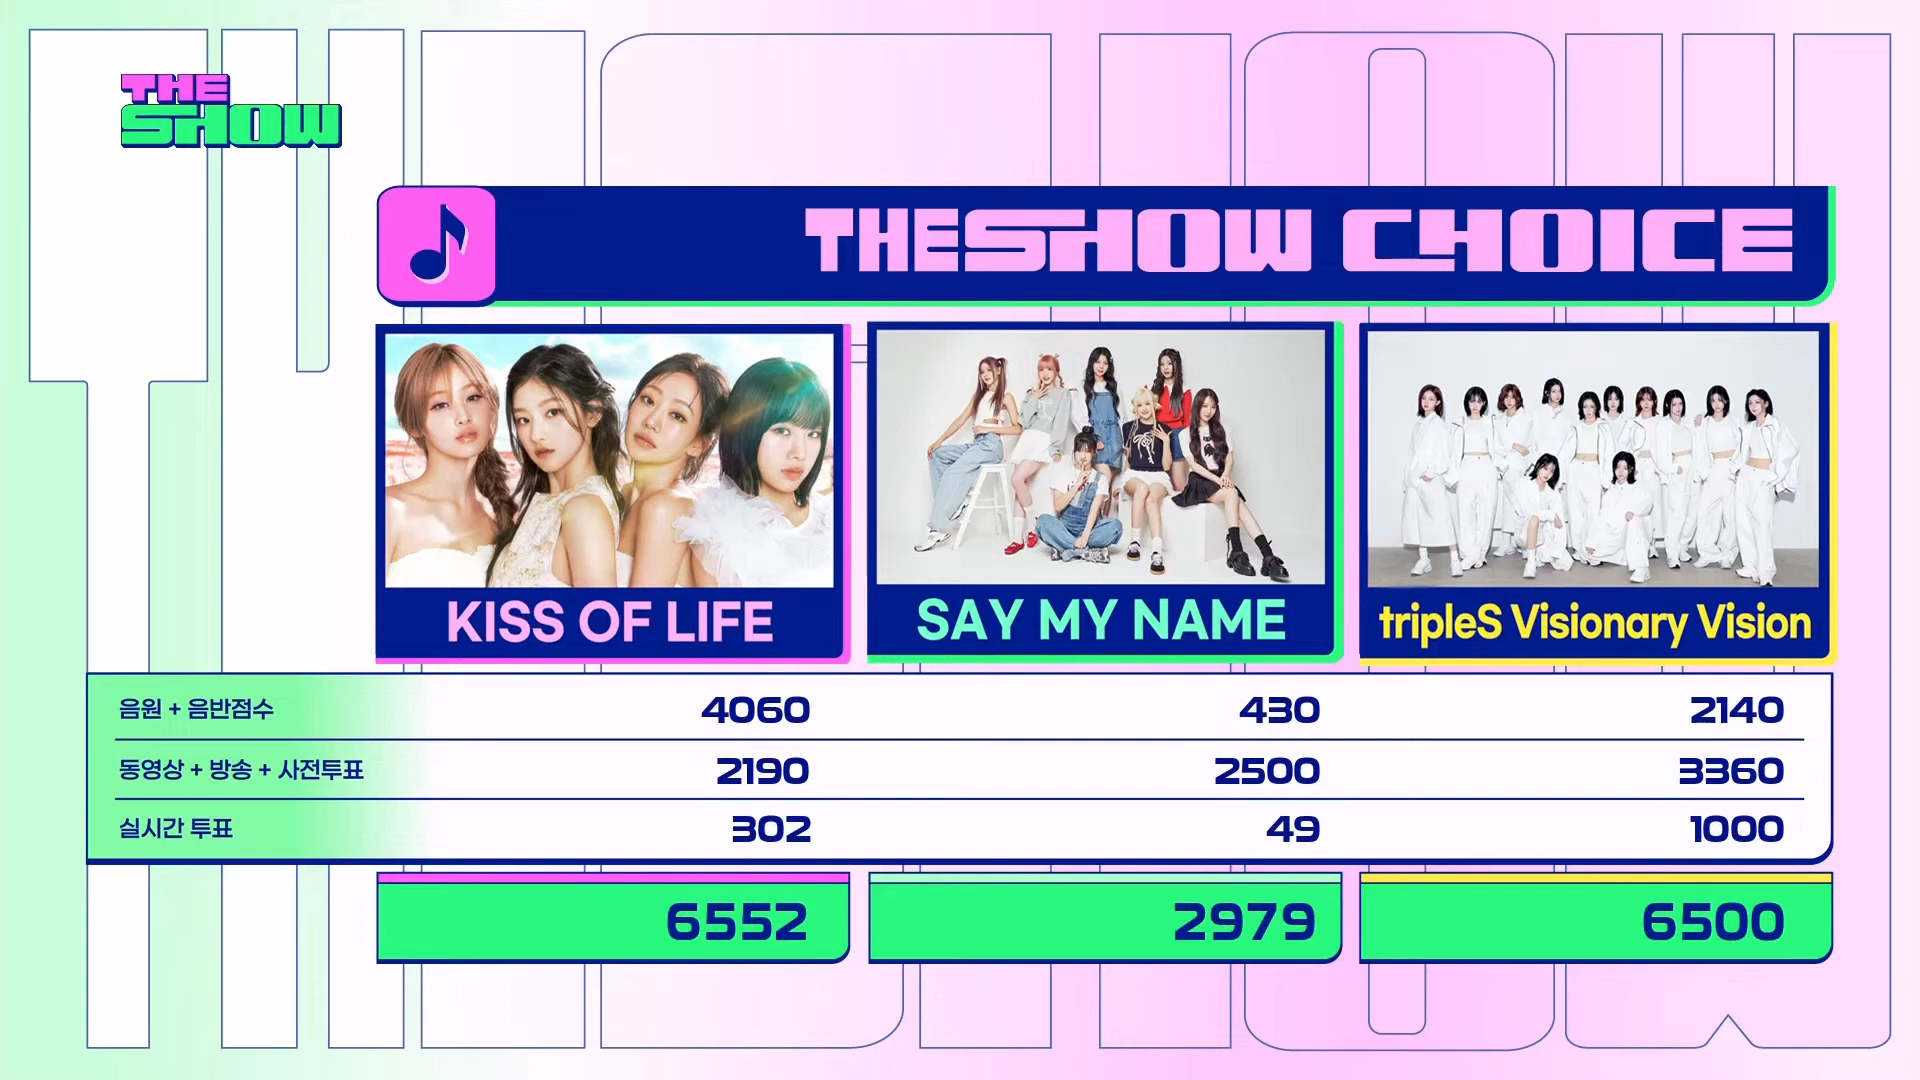 THE
SHOW
THE SHOW CHOICE
KISS OF LIFE
SAY MY NAME
tripleS Visionary Vision
음원 + 음반점수 4060 430 2140
동영상 + 방송 + 사전투표 2190 2500 3360
실시간 투표 302 49 1000
6552 2979 6500